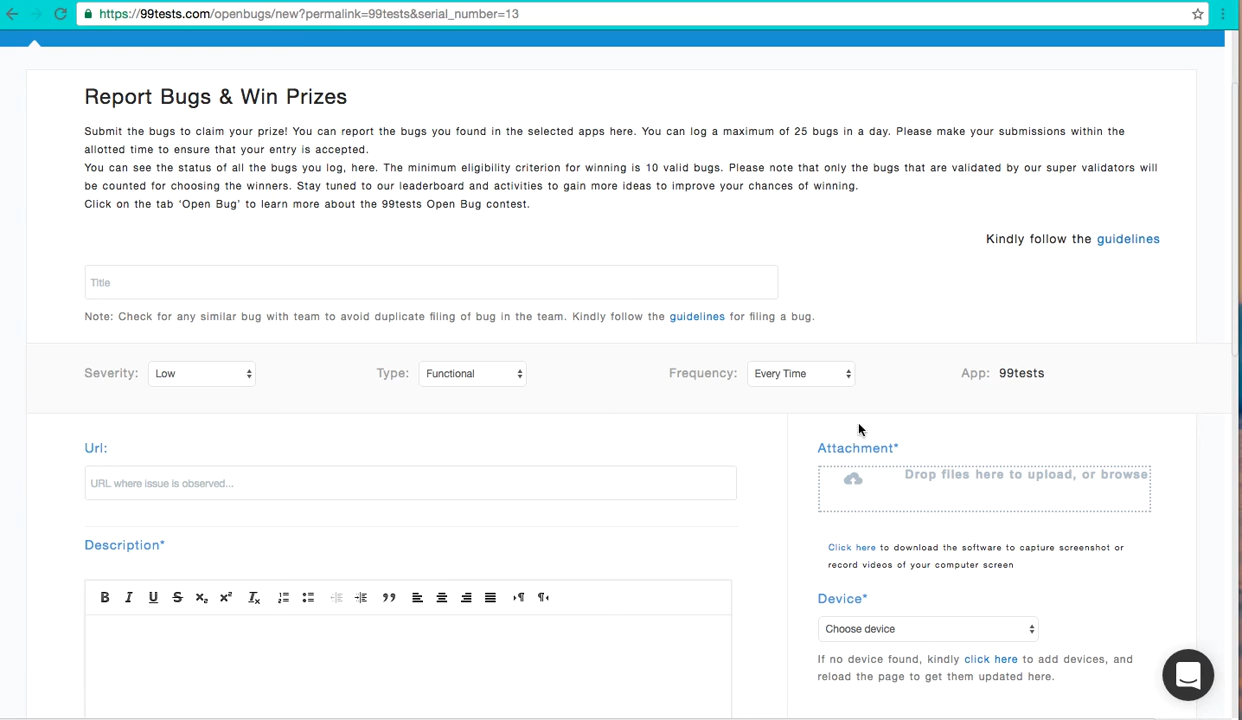 https://99tests.com/openbugs/new?permalink=99tests&serial_number=13
Report Bugs & Win Prizes
Submit the bugs to claim your prize! You can report the bugs you found in the selected apps here. You can log a maximum of 25 bugs in a day. Please make your submissions within the
allotted time to ensure that your entry is accepted.
You can see the status of all the bugs you log, here. The minimum eligibility criterion for winning is 10 valid bugs. Please note that only the bugs that are validated by our super validators will
be counted for choosing the winners. Stay tuned to our leaderboard and activities to gain more ideas to improve your chances of winning.
Click on the tab 'Open Bug' to learn more about the 99tests Open Bug contest.
Kindly follow the guidelines
Title
Note: Check for any similar bug with team to avoid duplicate filing of bug in the team. Kindly follow the guidelines for filing a bug.
Severity: Low Type: Functional Frequency: Every Time App: 99tests
Url:
URL where issue is observed...
Description*
B I U S x₂ x² Tx
Attachment*
Drop files here to upload, or browse
Click here to download the software to capture screenshot or
record videos of your computer screen
Device*
Choose device
If no device found, kindly click here to add devices, and
reload the page to get them updated here.